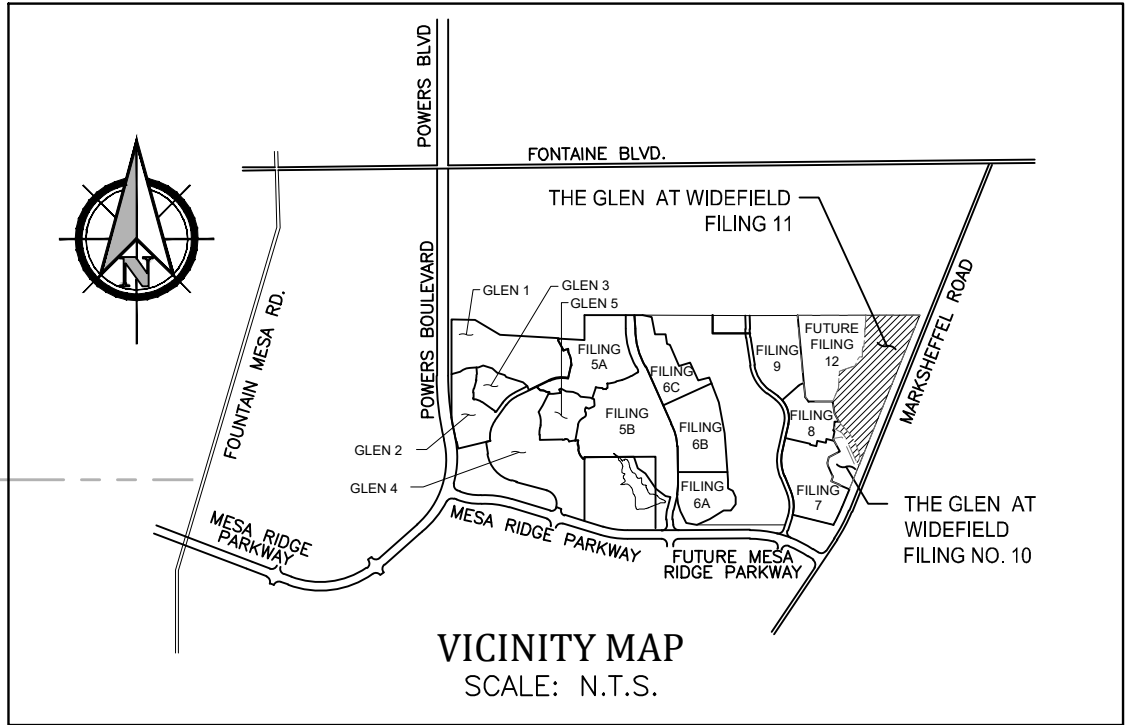 POWERS BLVD
FONTAINE BLVD.
THE GLEN AT WIDEFIELD
FILING 11
N
FOUNTAIN MESA RD.
POWERS BOULEVARD
MARKSHEFFEL ROAD
GLEN 1
GLEN 3
GLEN 5
FILING
5A
FILING
9
FUTURE
FILING
12
FILING
6C
GLEN 2
FILING
5B
FILING
6B
FILING
8
GLEN 4
FILING
6A
FILING
7
THE GLEN AT
WIDEFIELD
FILING NO. 10
MESA RIDGE
PARKWAY
MESA RIDGE PARKWAY
FUTURE MESA
RIDGE PARKWAY
VICINITY MAP
SCALE: N.T.S.